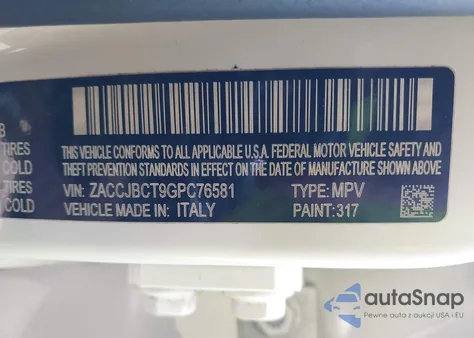 B
TIRES
COLD
TIRES
COLD
THIS VEHICLE CONFORMS TO ALL APPLICABLE U.S.A. FEDERAL MOTOR VEHICLE SAFETY AND
THEFT PREVENTION STANDARDS IN EFFECT ON THE DATE OF MANUFACTURE SHOWN ABOVE
VIN: ZACCJBCT9GPC76581 TYPE: MPV
VEHICLE MADE IN: ITALY PAINT:317
autoSnap
Pewne auta z aukcji USA i EU